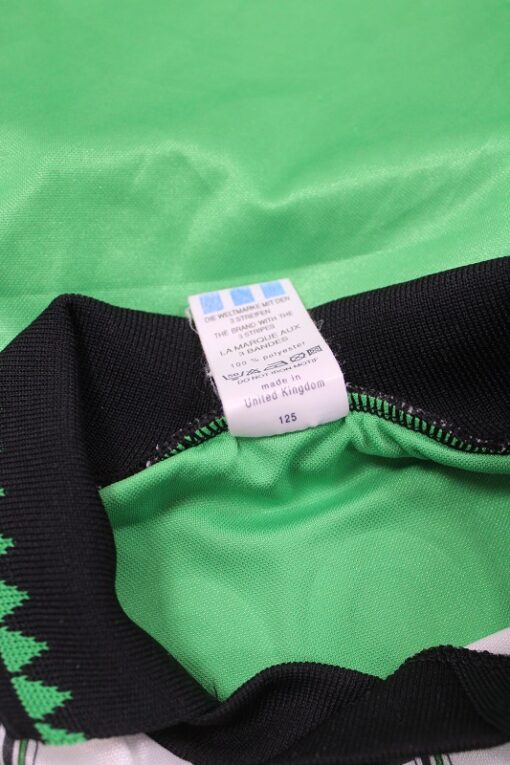 DIE WELTMARKE MIT DEN
3 STREIFEN
THE BRAND WITH THE
3 STRIPES
LA MARQUE AUX
3 BANDES
100 % polyester
DO NOT IRON MOTIF
made in
United Kingdom
125